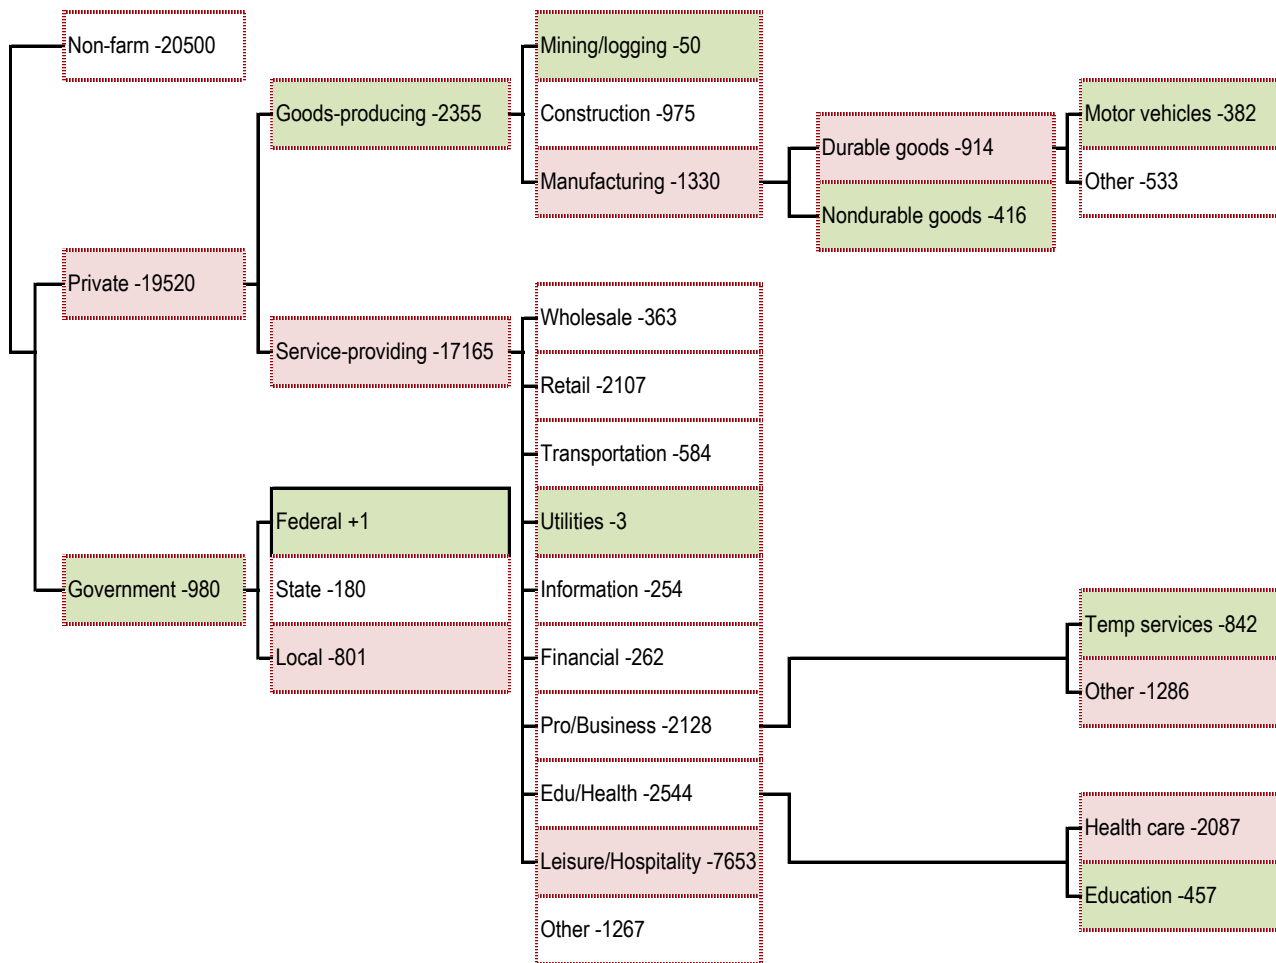 Non-farm -20500
Private -19520
Government -980
Goods-producing -2355
Service-providing -17165
Federal +1
State -180
Local -801
Mining/logging -50
Construction -975
Manufacturing -1330
Wholesale -363
Retail -2107
Transportation -584
Utilities -3
Information -254
Financial -262
Pro/Business -2128
Edu/Health -2544
Leisure/Hospitality -7653
Other -1267
Durable goods -914
Nondurable goods -416
Motor vehicles -382
Other -533
Temp services -842
Other -1286
Health care -2087
Education -457